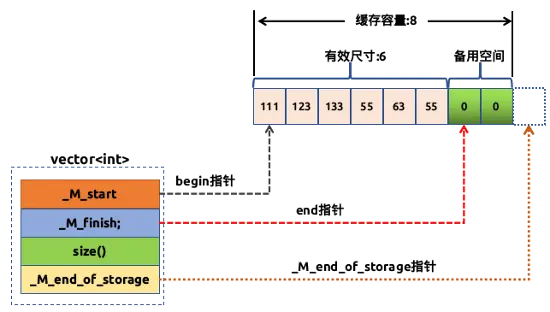 缓存容量:8
有效尺寸:6
备用空间
111 123 133 55 63 55 0 0
vector<int>
_M_start
begin指针
_M_finish;
end指针
size()
_M_end_of_storage
_M_end_of_storage指针